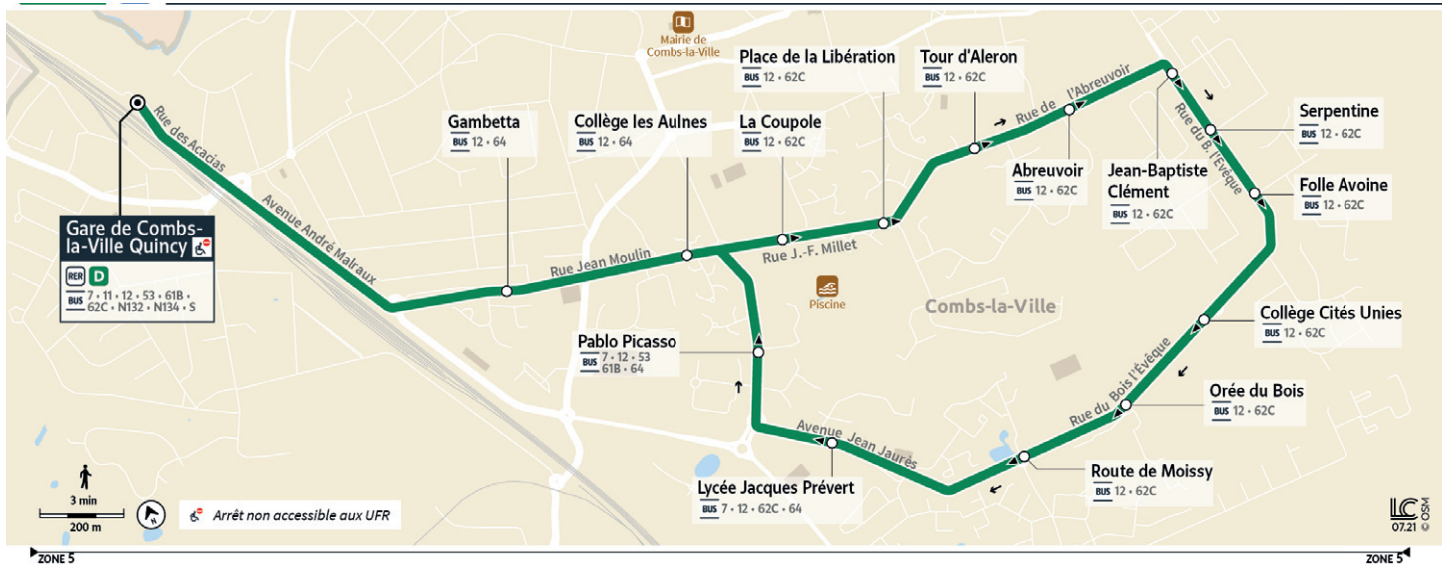 Mairie de
Combs-la-Ville
Place de la Libération
BUS 12 • 62C
Tour d'Aleron
BUS 12 • 62C
Rue de l'Abreuvoir
Serpentine
BUS 12 • 62C
Rue des Acacias
Gambetta
BUS 12 • 64
Collège les Aulnes
BUS 12 • 64
La Coupole
BUS 12 • 62C
Abreuvoir
BUS 12 • 62C
Jean-Baptiste
Clément
BUS 12 • 62C
Rue du B. l'Évêque
Folle Avoine
BUS 12 • 62C
Gare de Combs-
la-Ville Quincy
RER D
BUS 7 • 11 • 12 • 53 • 61B •
62C • N132 • N134 • S
Avenue André Malraux
Rue Jean Moulin
Rue J.-F. Millet
Piscine
Combs-la-Ville
Collège Cités Unies
BUS 12 • 62C
Pablo Picasso
BUS 7 • 12 • 53
61B • 64
Rue du Bois l'Évêque
Orée du Bois
BUS 12 • 62C
Avenue Jean Jaurès
Route de Moissy
BUS 12 • 62C
Lycée Jacques Prévert
BUS 7 • 12 • 62C • 64
3 min
200 m
N
Arrêt non accessible aux UFR
LC
07.21
© OSM
ZONE 5
ZONE 5